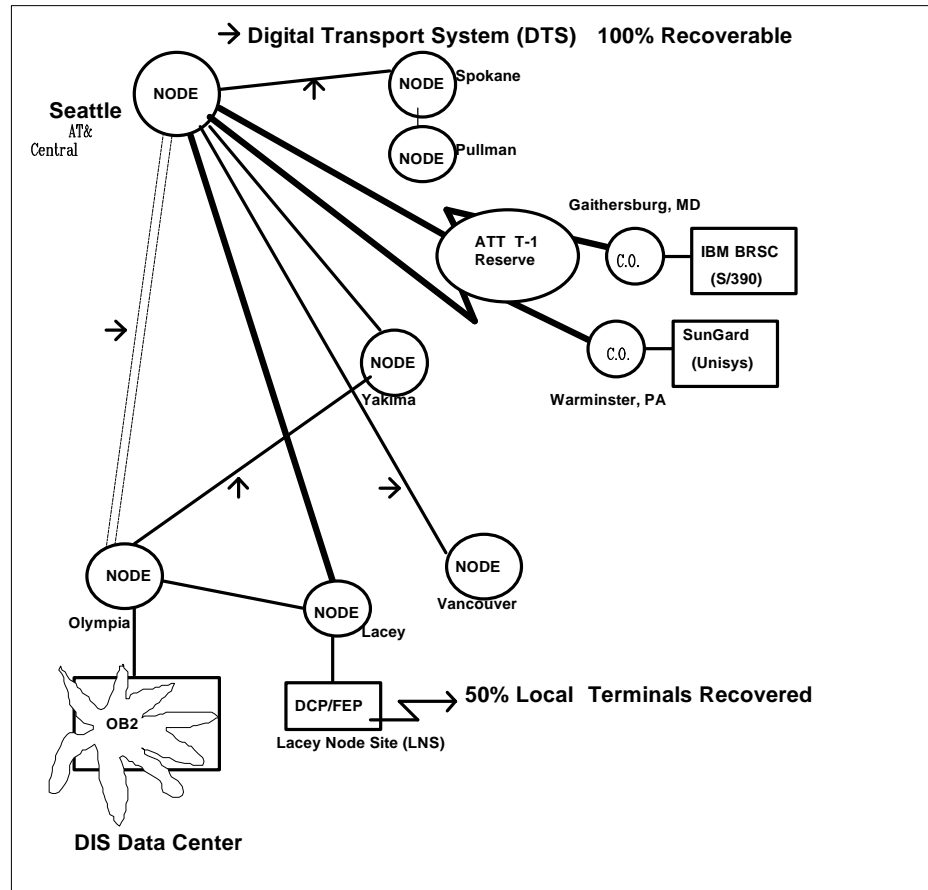 → Digital Transport System (DTS) 100% Recoverable
NODE
Seattle
AT&
Central
NODE
Spokane
NODE
Pullman
Gaithersburg, MD
ATT T-1
Reserve
C.O.
IBM BRSC
(S/390)
C.O.
SunGard
(Unisys)
Warminster, PA
NODE
Yakima
NODE
Olympia
NODE
Lacey
NODE
Vancouver
OB2
DIS Data Center
DCP/FEP
Lacey Node Site (LNS)
50% Local Terminals Recovered